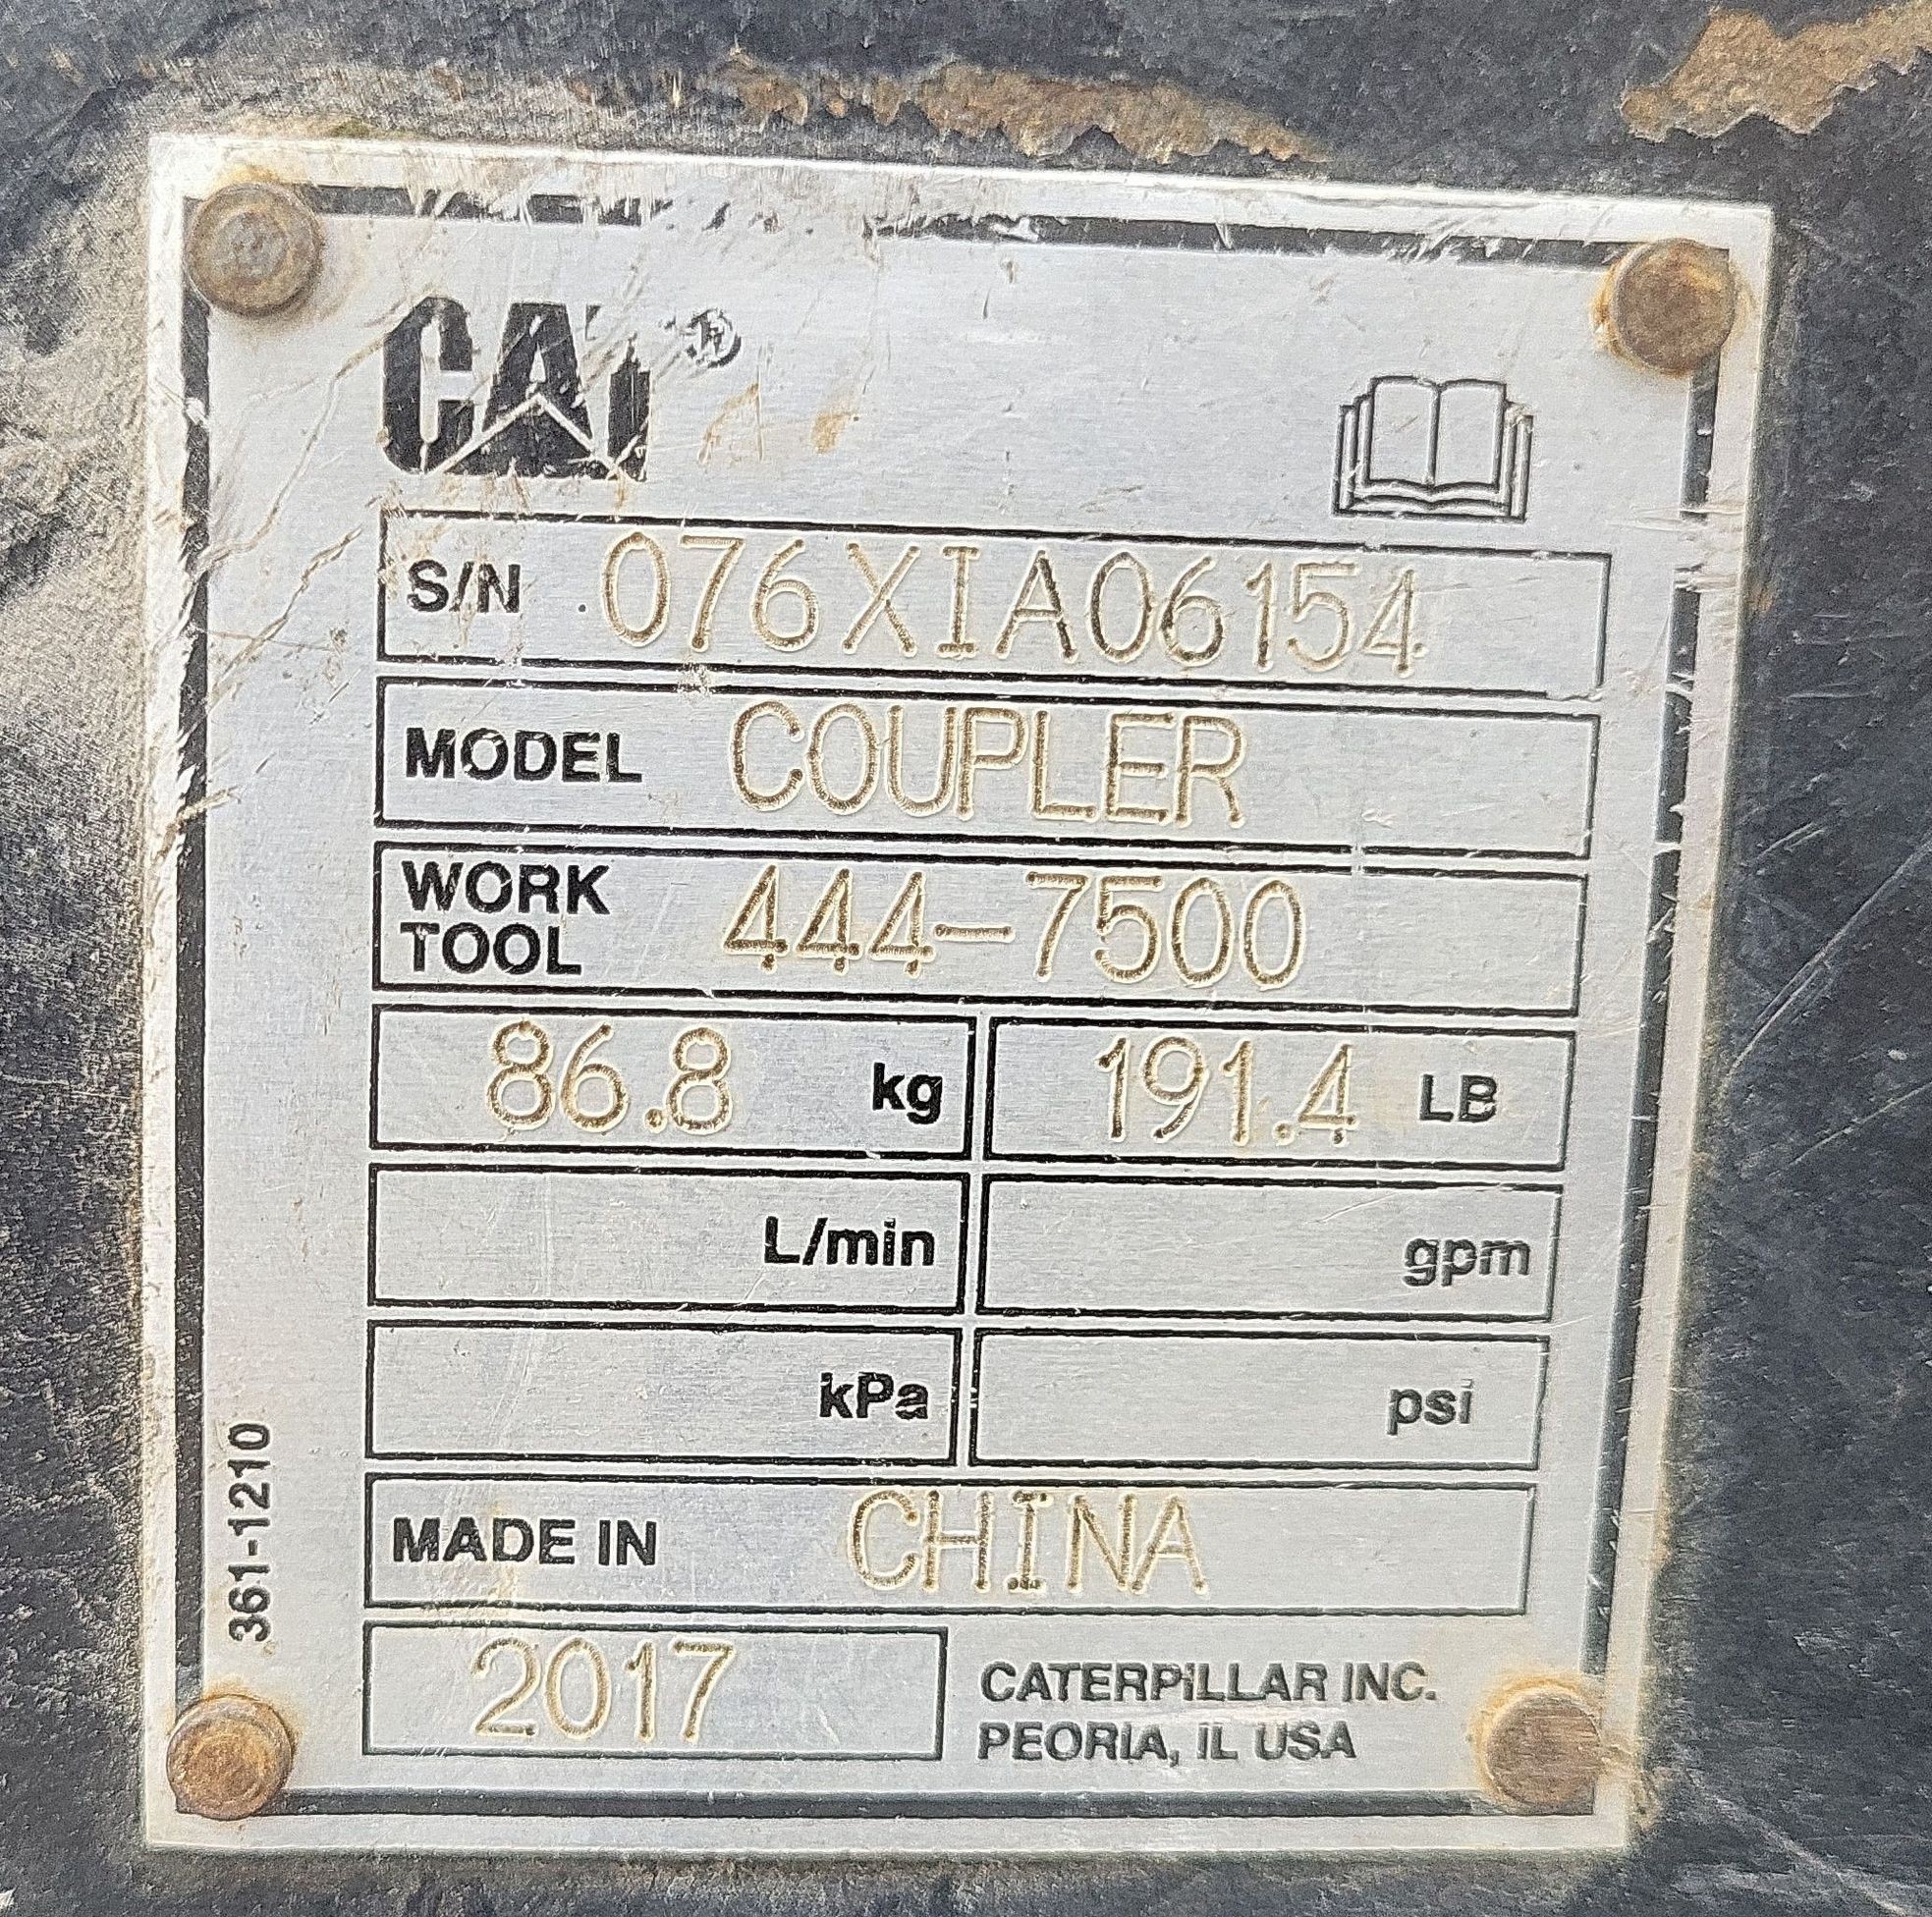 CAT®
S/N 076XIA06154
MODEL COUPLER
WORK TOOL 444-7500
86.8 kg 191.4 LB
L/min gpm
kPa psi
MADE IN CHINA
2017 CATERPILLAR INC.
PEORIA, IL USA
361-1210